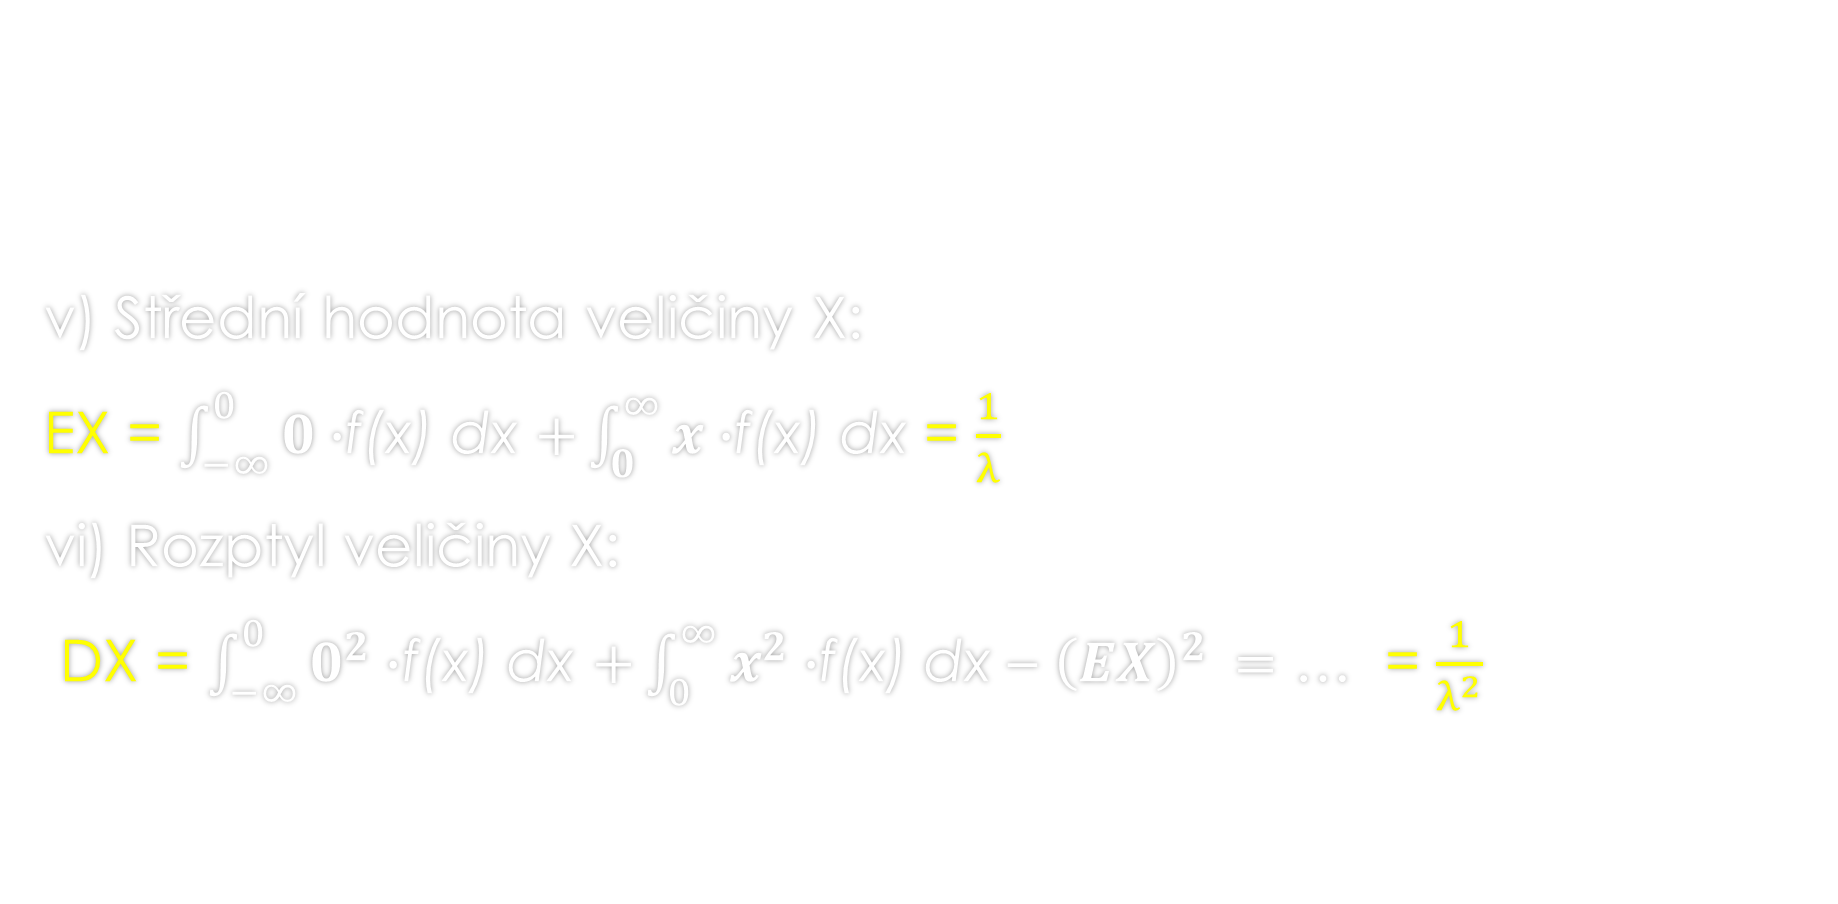 v) Střední hodnota veličiny X:
EX = ∫_{−∞}^{0} 0 ·f(x) dx + ∫_{0}^{∞} x ·f(x) dx = 1/λ
vi) Rozptyl veličiny X:
DX = ∫_{−∞}^{0} 0² ·f(x) dx + ∫_{0}^{∞} x² ·f(x) dx − (EX)² = … = 1/λ²